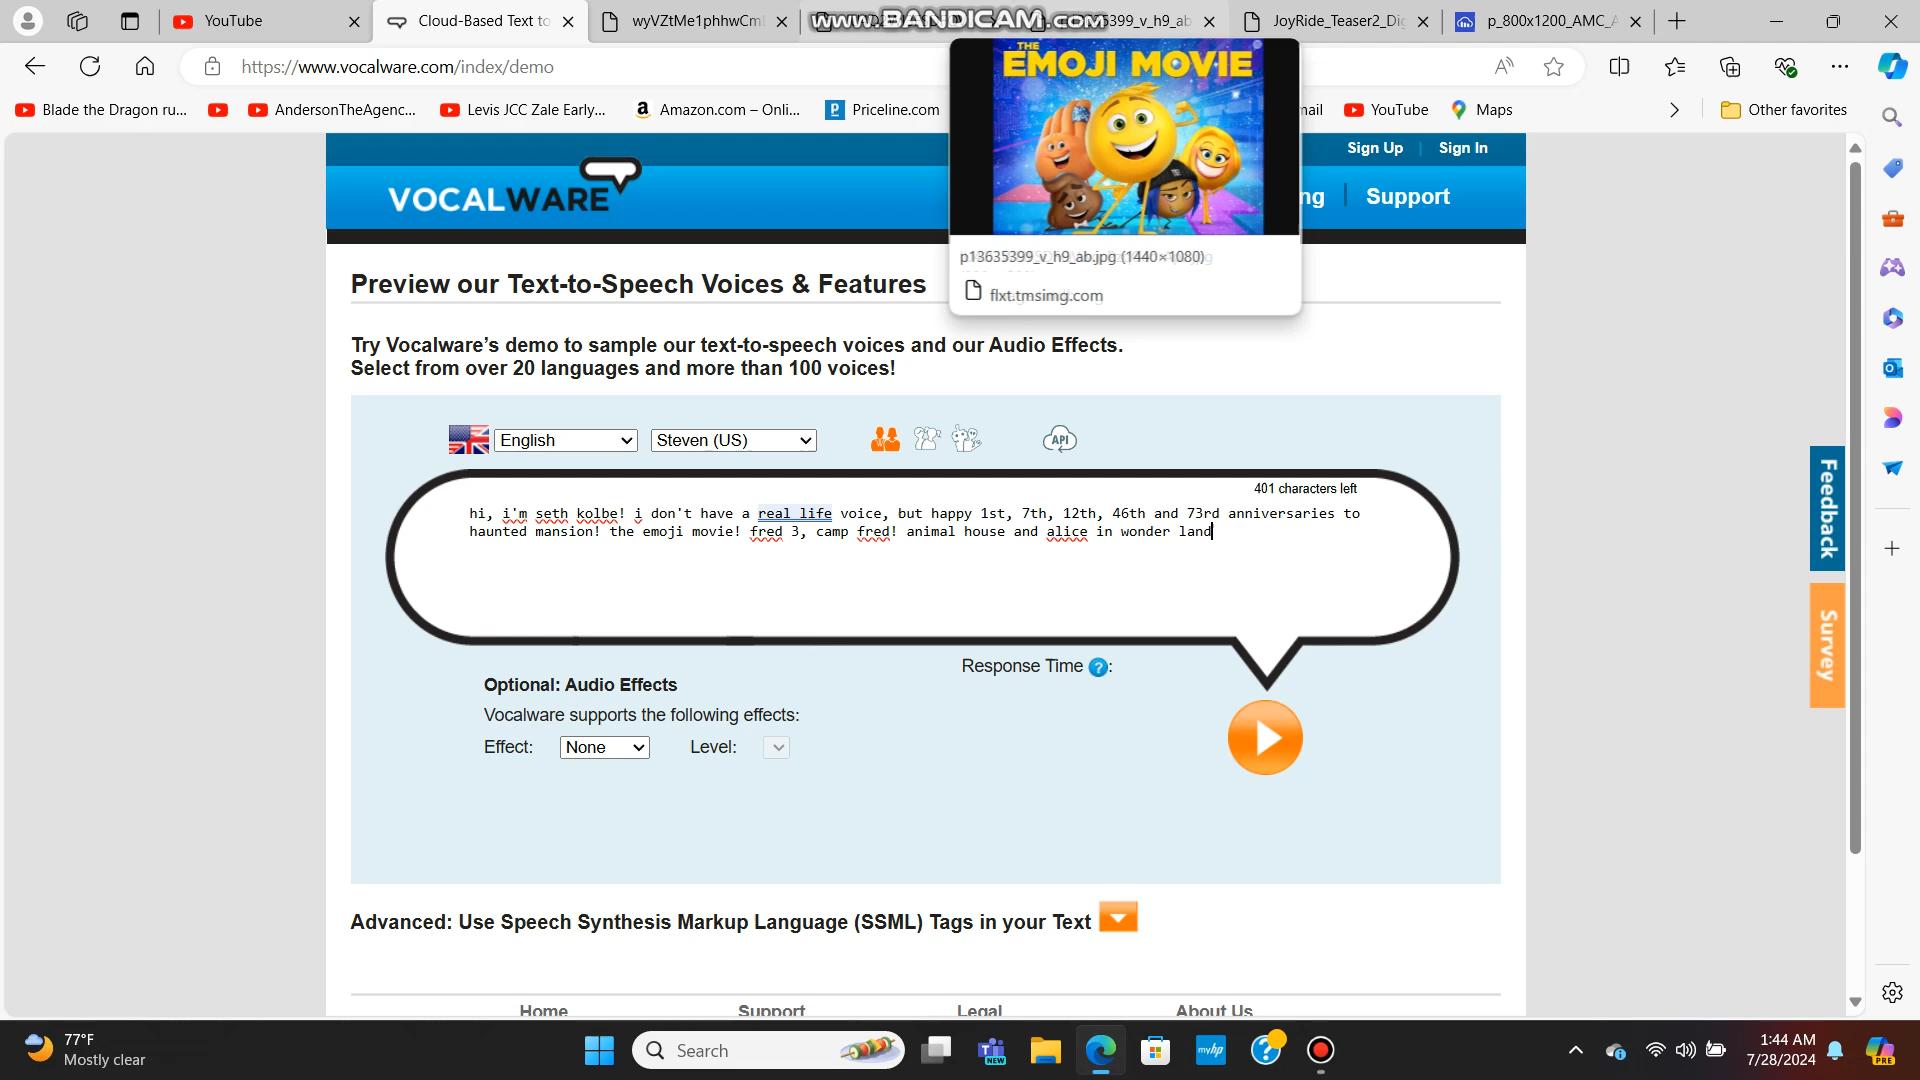 YouTube
Cloud-Based Text to
wyVZtMe1phhwCml
www.BANDICAM.com
399_v_h9_ab
JoyRide_Teaser2_Dig
p_800x1200_AMC_A
https://www.vocalware.com/index/demo
Blade the Dragon ru...
AndersonTheAgenc...
Levis JCC Zale Early...
Amazon.com – Onli...
Priceline.com
mail
YouTube
Maps
Other favorites
THE
EMOJI MOVIE
p13635399_v_h9_ab.jpg (1440×1080)
flxt.tmsimg.com
Sign Up
Sign In
VOCALWARE
ng
Support
Preview our Text-to-Speech Voices & Features
Try Vocalware's demo to sample our text-to-speech voices and our Audio Effects.
Select from over 20 languages and more than 100 voices!
English
Steven (US)
API
401 characters left
hi, i'm seth kolbe! i don't have a real life voice, but happy 1st, 7th, 12th, 46th and 73rd anniversaries to
haunted mansion! the emoji movie! fred 3, camp fred! animal house and alice in wonder land
Response Time ?:
Optional: Audio Effects
Vocalware supports the following effects:
Effect:
None
Level:
Feedback
Survey
Advanced: Use Speech Synthesis Markup Language (SSML) Tags in your Text
Home
Support
Legal
About Us
77°F
Mostly clear
Search
NEW
myhp
1:44 AM
7/28/2024
PRE